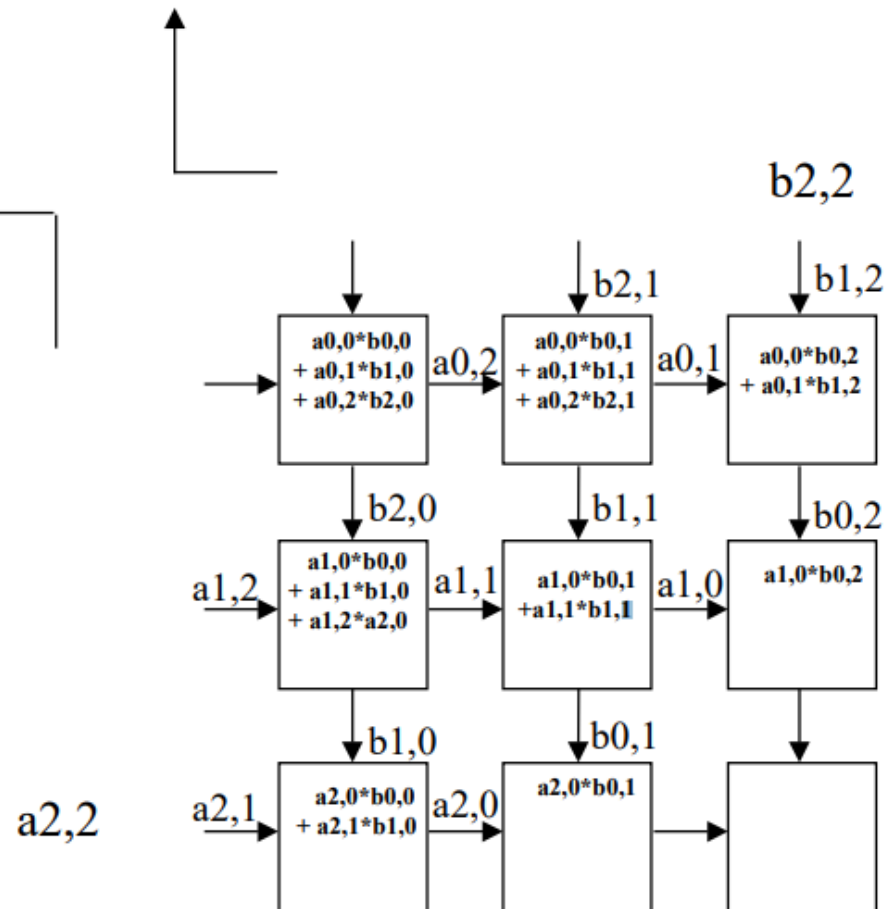 b2,2
b2,1
b1,2
a0,0*b0,0
+ a0,1*b1,0
+ a0,2*b2,0
a0,2
a0,0*b0,1
+ a0,1*b1,1
+ a0,2*b2,1
a0,1
a0,0*b0,2
+ a0,1*b1,2
b2,0
b1,1
b0,2
a1,2
a1,0*b0,0
+ a1,1*b1,0
+ a1,2*a2,0
a1,1
a1,0*b0,1
+a1,1*b1,1
a1,0
a1,0*b0,2
b1,0
b0,1
a2,2
a2,1
a2,0*b0,0
+ a2,1*b1,0
a2,0
a2,0*b0,1